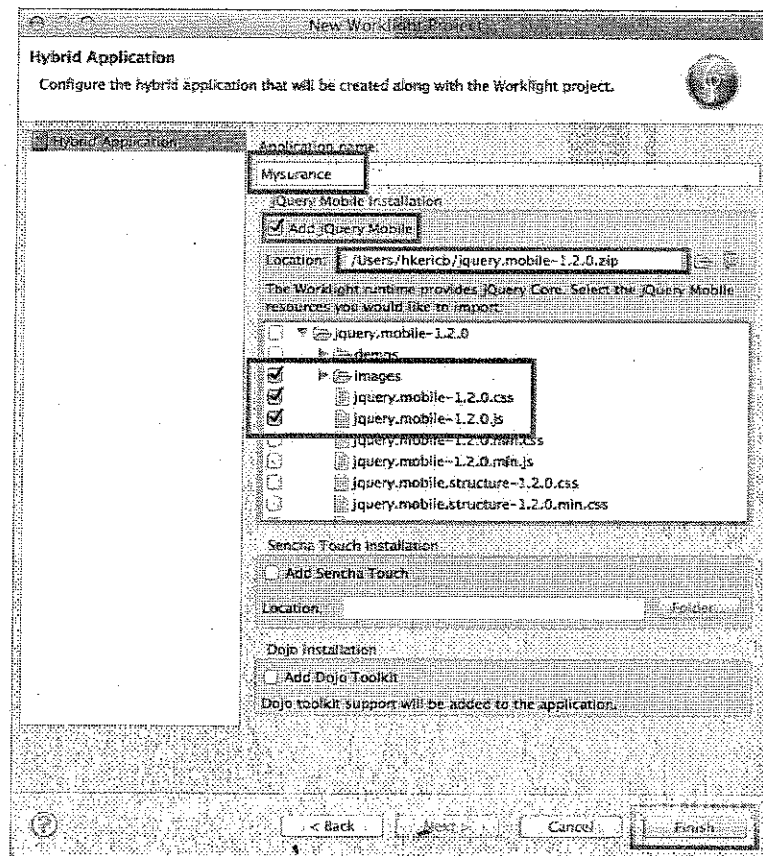 New Worklight Project
Hybrid Application
Configure the hybrid application that will be created along with the Worklight project.
Hybrid Application
Application name:
Mysurance
jQuery Mobile Installation
Add jQuery Mobile
Location: /Users/hkericb/jquery.mobile-1.2.0.zip
The Worklight runtime provides jQuery Core. Select the jQuery Mobile
resources you would like to import:
jquery.mobile-1.2.0
demos
images
jquery.mobile-1.2.0.css
jquery.mobile-1.2.0.js
jquery.mobile-1.2.0.min.css
jquery.mobile-1.2.0.min.js
jquery.mobile.structure-1.2.0.css
jquery.mobile.structure-1.2.0.min.css
Sencha Touch Installation
Add Sencha Touch
Location: Folder...
Dojo Installation
Add Dojo Toolkit
Dojo toolkit support will be added to the application.
? < Back Next > Cancel Finish